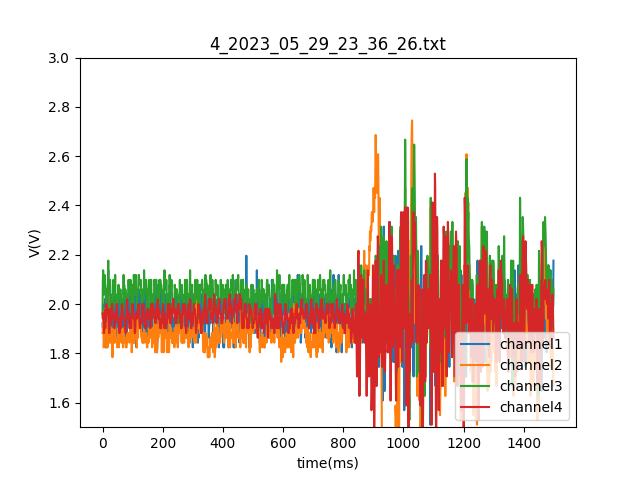 4_2023_05_29_23_36_26.txt
3.0
2.8
2.6
2.4
2.2
2.0
1.8
1.6
V(V)
channel1
channel2
channel3
channel4
0 200 400 600 800 1000 1200 1400
time(ms)